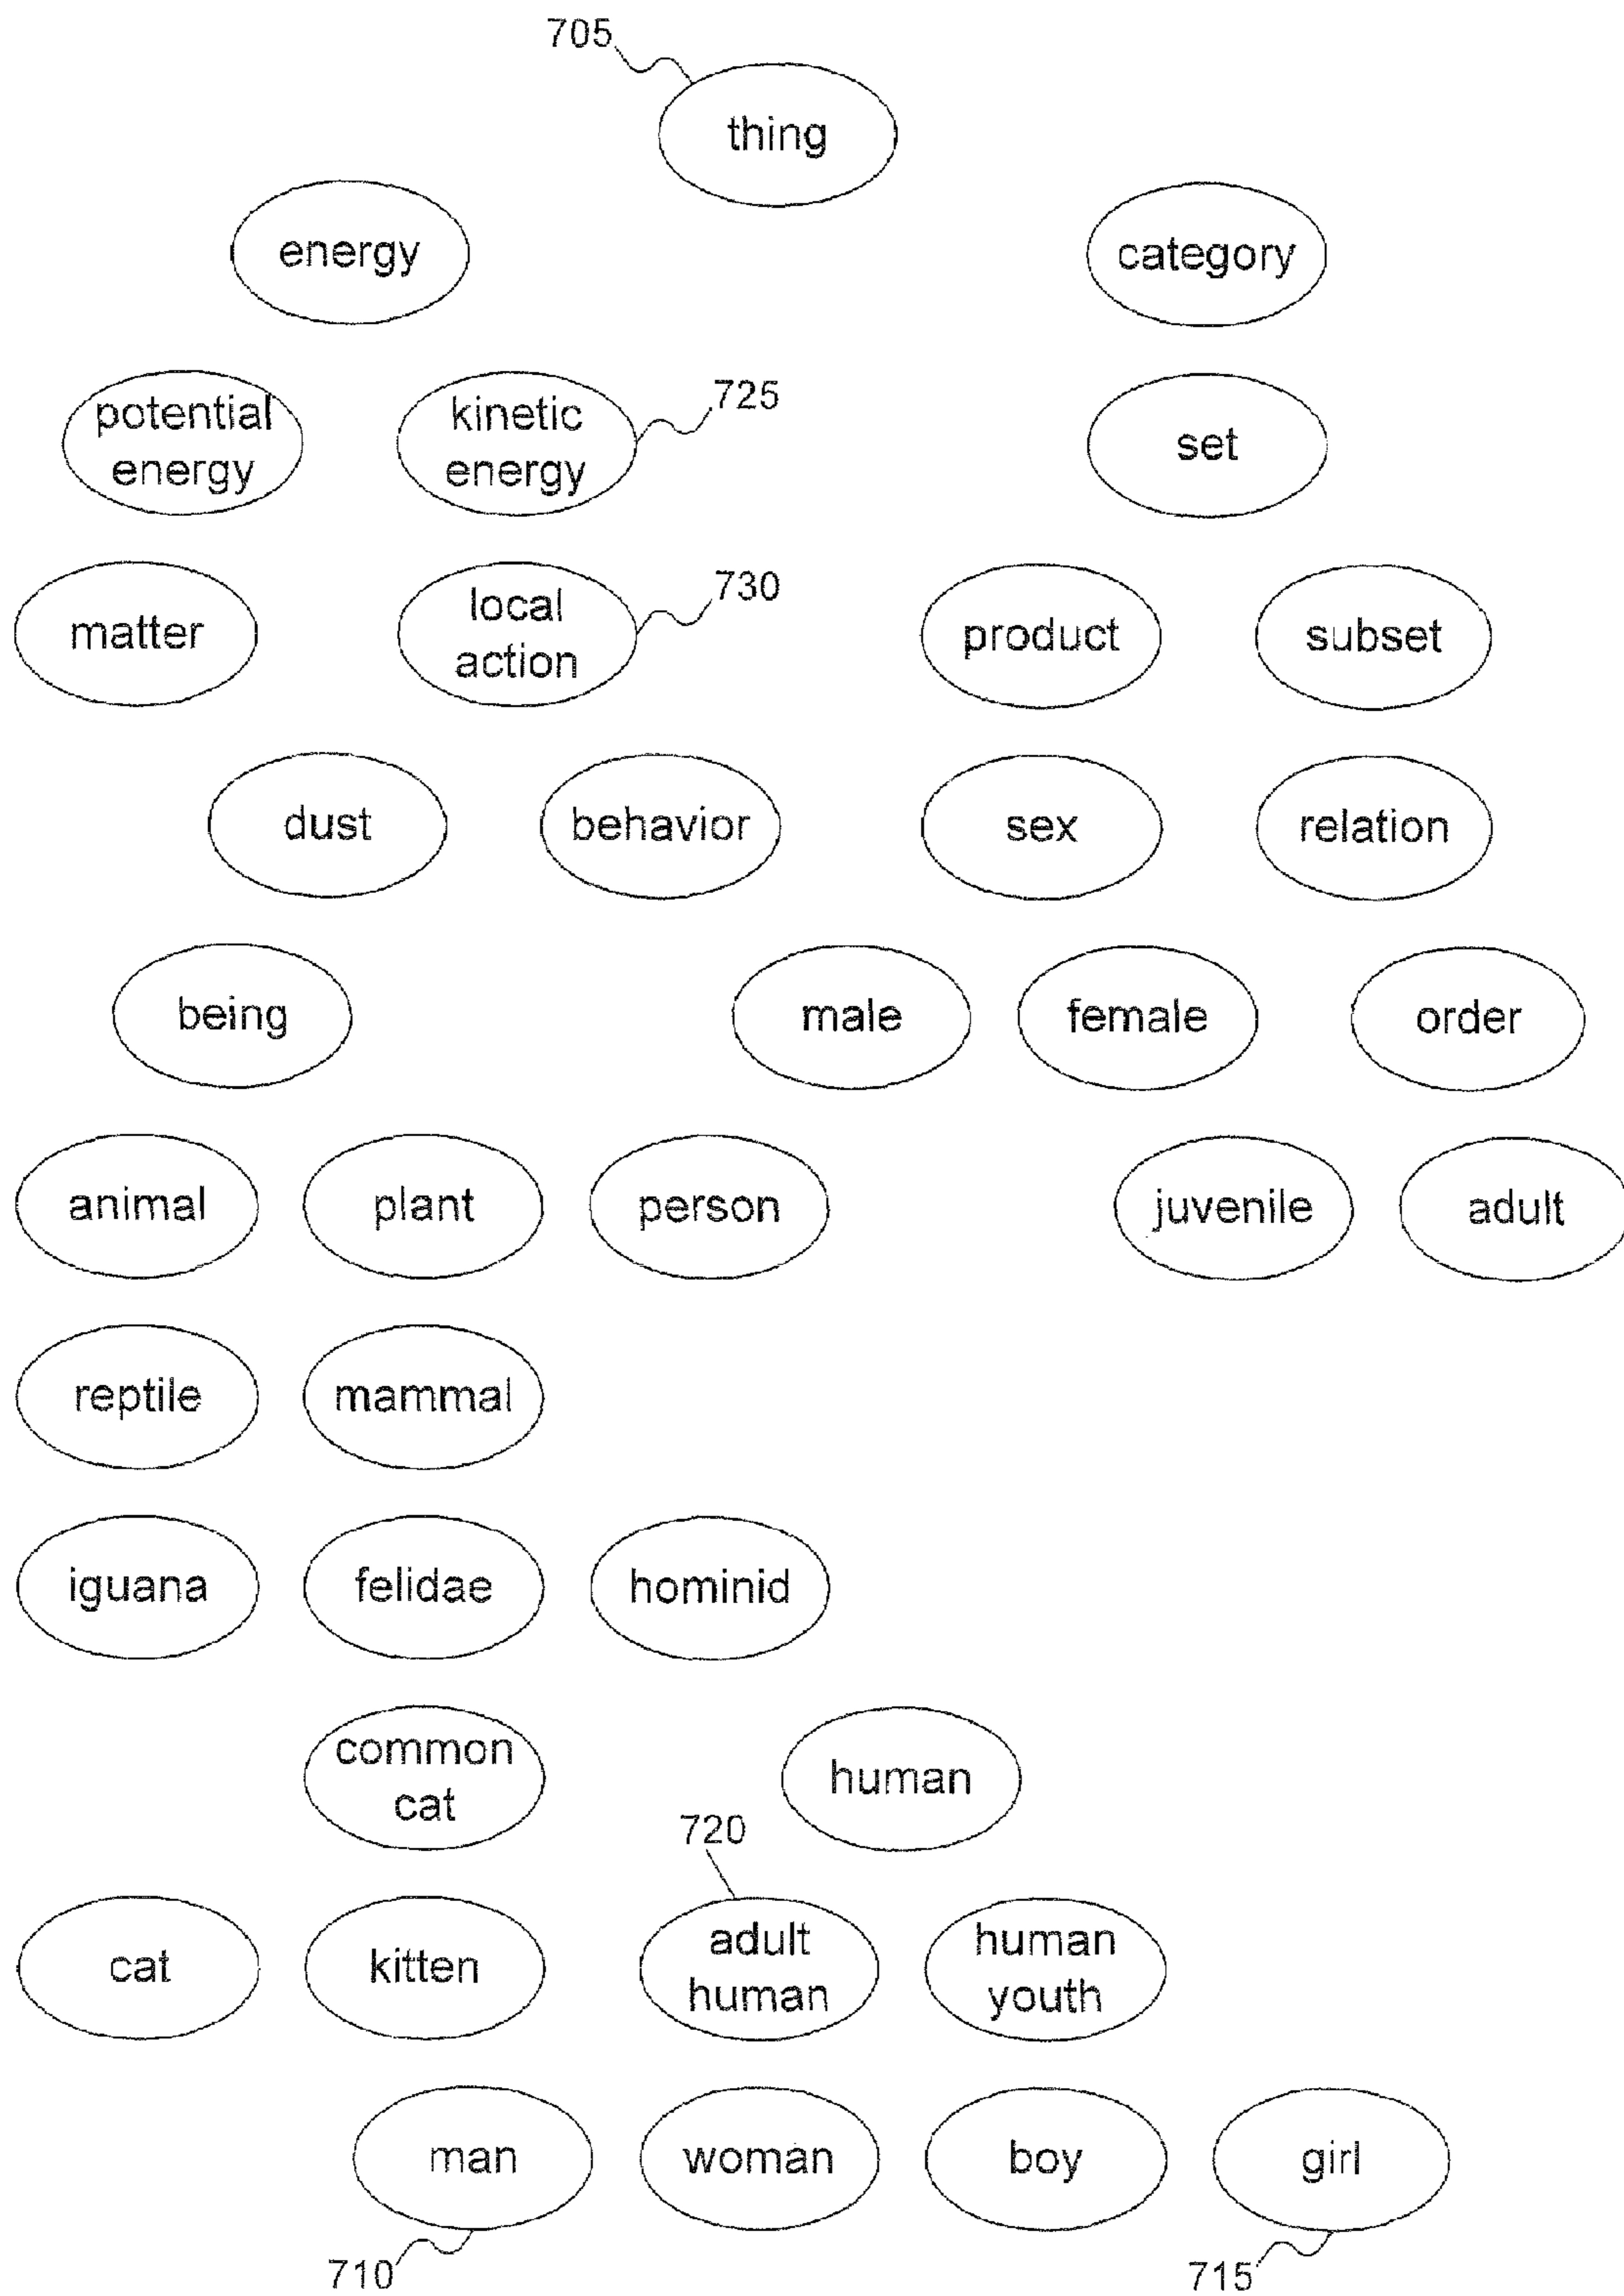 705
thing
energy
category
potential
energy
kinetic
energy
725
set
matter
local
action
730
product
subset
dust
behavior
sex
relation
being
male
female
order
animal
plant
person
juvenile
adult
reptile
mammal
iguana
felidae
hominid
common
cat
human
720
cat
kitten
adult
human
human
youth
man
woman
boy
girl
710
715